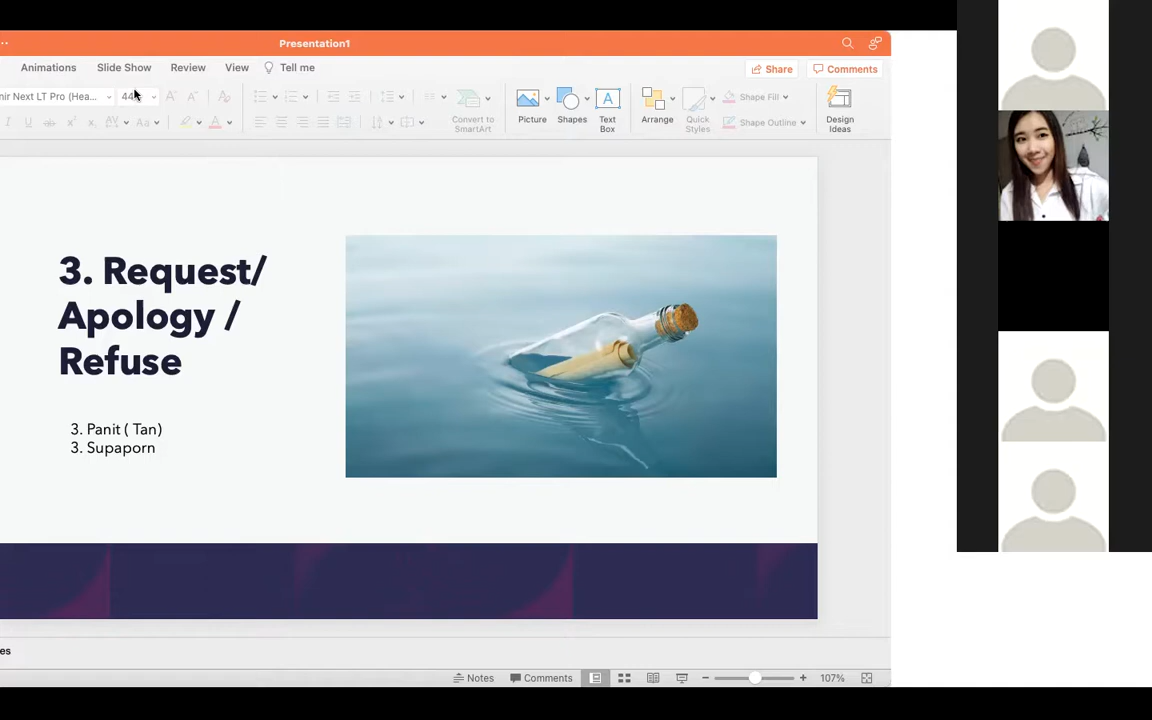 Presentation1
Animations Slide Show Review View Tell me
Share Comments
(Hea... 44
Convert to SmartArt
Picture Shapes Text Box
Arrange Quick Styles
Shape Fill
Shape Outline
Design Ideas
3. Request/
Apology /
Refuse
3. Panit ( Tan)
3. Supaporn
Notes Comments 107%